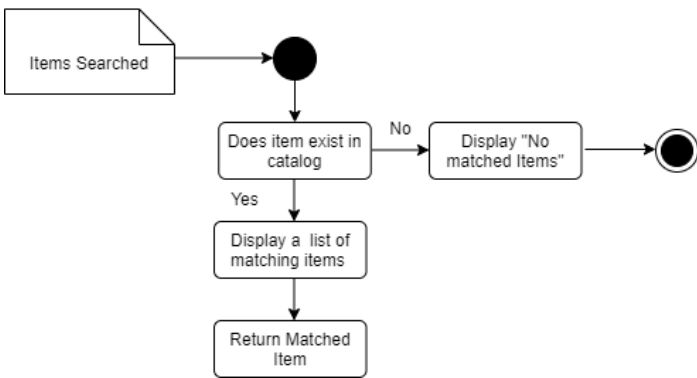 Items Searched
Does item exist in
catalog
No
Display "No
matched Items"
Yes
Display a list of
matching items
Return Matched
Item